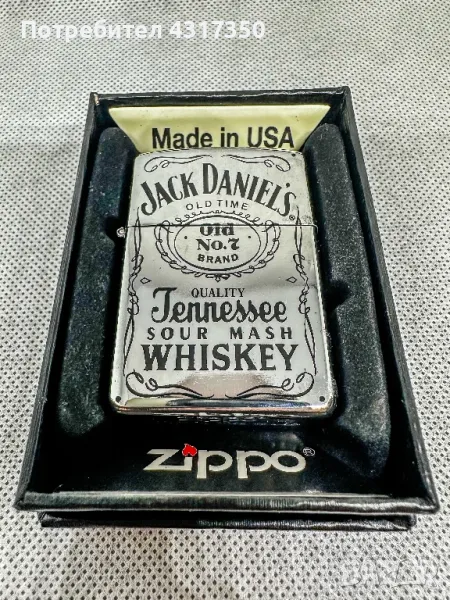 Потребител 4317350
Made in USA
JACK DANIEL'S
OLD TIME
Old
No.7
BRAND
QUALITY
Tennessee
SOUR MASH
WHISKEY
zippo